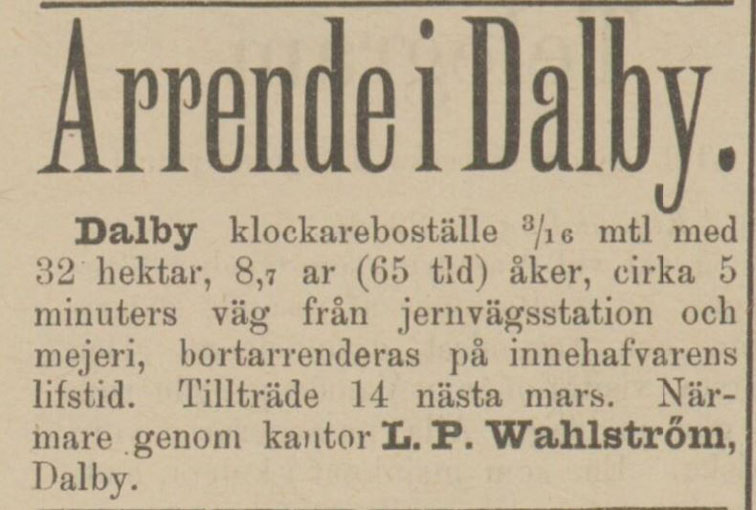 Arrende i Dalby.
Dalby klockareboställe 3/16 mtl med
32 hektar, 8,7 ar (65 tld) åker, cirka 5
minuters väg från jernvägsstation och
mejeri, bortarrenderas på innehafvarens
lifstid. Tillträde 14 nästa mars. När-
mare genom kantor L. P. Wahlström,
Dalby.